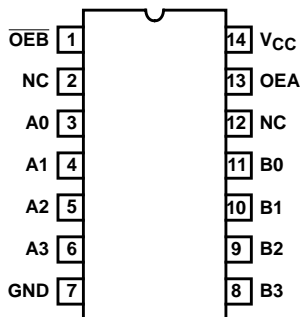 O̅E̅B̅ 1 14 VCC
NC 2 13 OEA
A0 3 12 NC
A1 4 11 B0
A2 5 10 B1
A3 6 9 B2
GND 7 8 B3